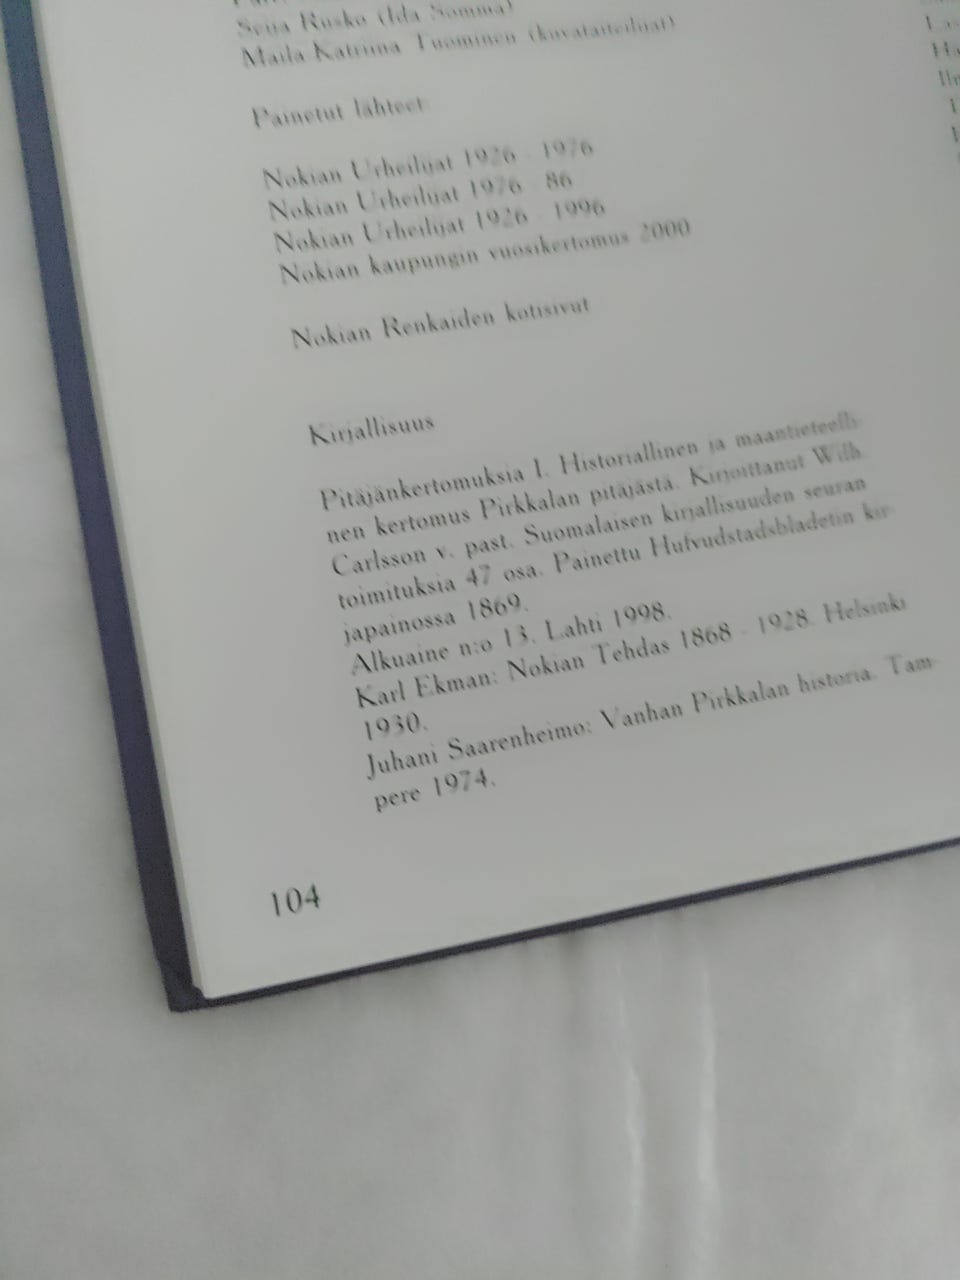 Seija Rusko (Ida Somma)
Maila Katriina Tuominen (kuvataiteilijat)
Painetut lähteet
Nokian Urheilijat 1926 - 1976
Nokian Urheilijat 1976 - 86
Nokian Urheilijat 1926 - 1996
Nokian kaupungin vuosikertomus 2000
Nokian Renkaiden kotisivut
Kirjallisuus
Pitäjänkertomuksia I. Historiallinen ja maantieteelli-
nen kertomus Pirkkalan pitäjästä. Kirjoittanut Wilh.
Carlsson v. past. Suomalaisen kirjallisuuden seuran
toimituksia 47 osa. Painettu Hufvudstadsbladetin kir-
japainossa 1869.
Alkuaine n:o 13. Lahti 1998.
Karl Ekman: Nokian Tehdas 1868 - 1928. Helsinki
1930.
Juhani Saarenheimo: Vanhan Pirkkalan historia. Tam-
pere 1974.
104